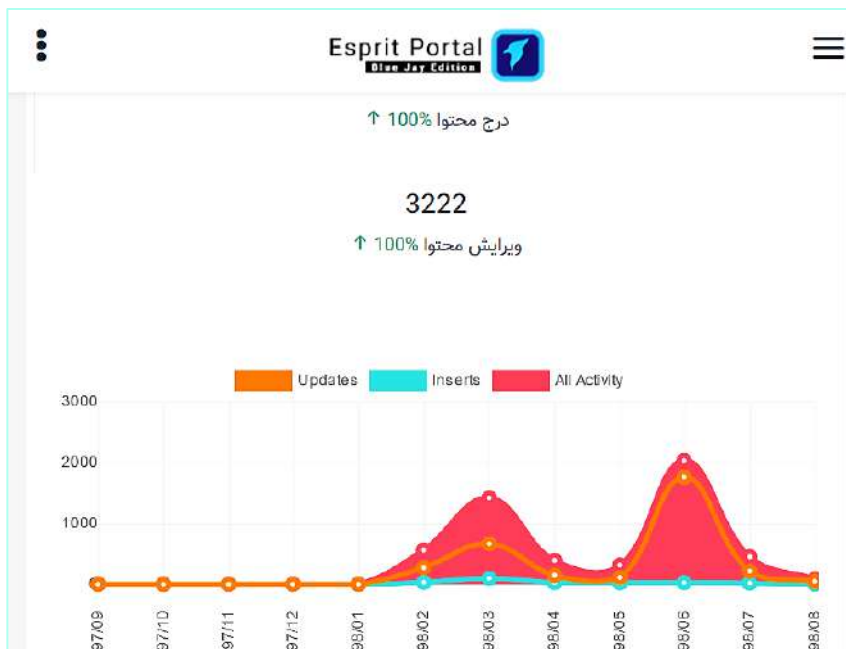 Esprit Portal
Blue Jay Edition
درج محتوا 100% ↑
3222
ویرایش محتوا 100% ↑
Updates Inserts All Activity
3000
2000
1000
97/09 97/10 97/11 97/12 98/01 98/02 98/03 98/04 98/05 98/06 98/07 98/08